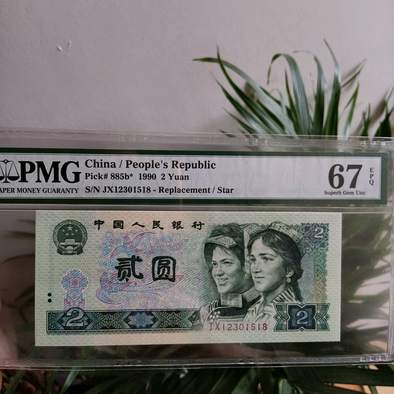 PMG
PAPER MONEY GUARANTY
China / People's Republic
Pick# 885b* 1990 2 Yuan
S/N JX12301518 - Replacement / Star
67 EPQ
Superb Gem Unc
中国人民银行
贰圆
2
2
2
JX12301518